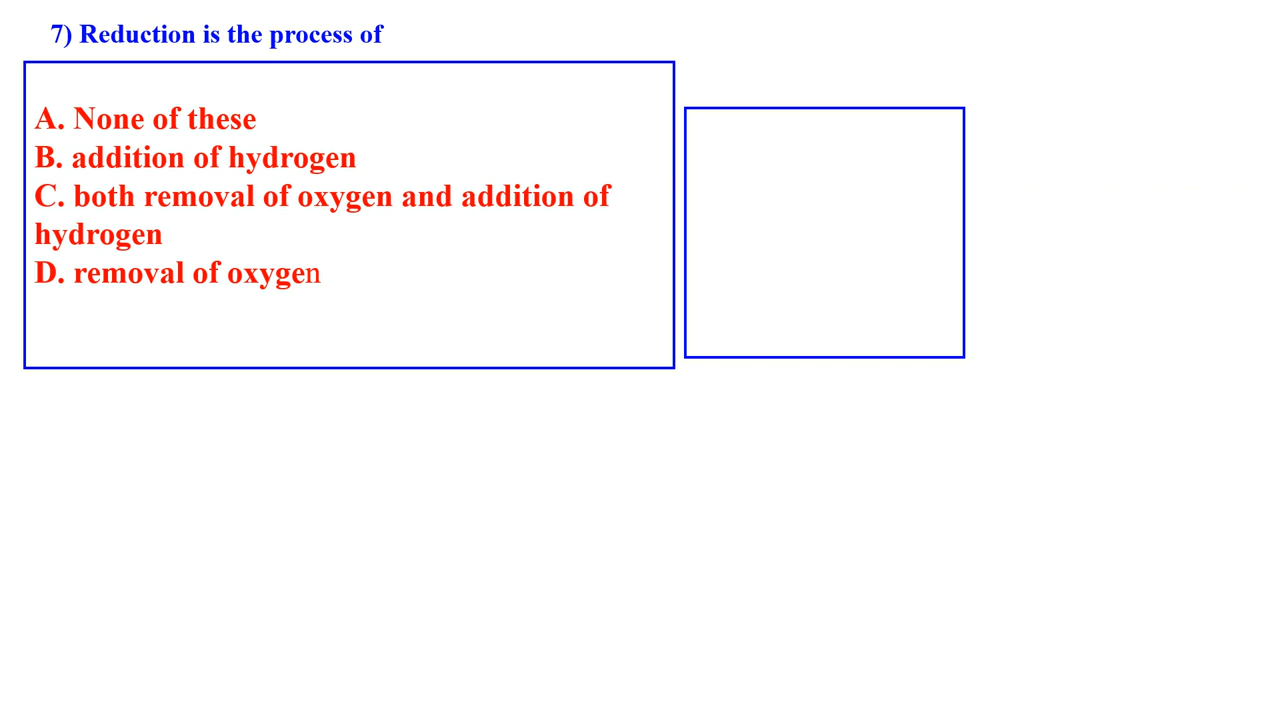 7) Reduction is the process of
A. None of these
B. addition of hydrogen
C. both removal of oxygen and addition of
hydrogen
D. removal of oxygen